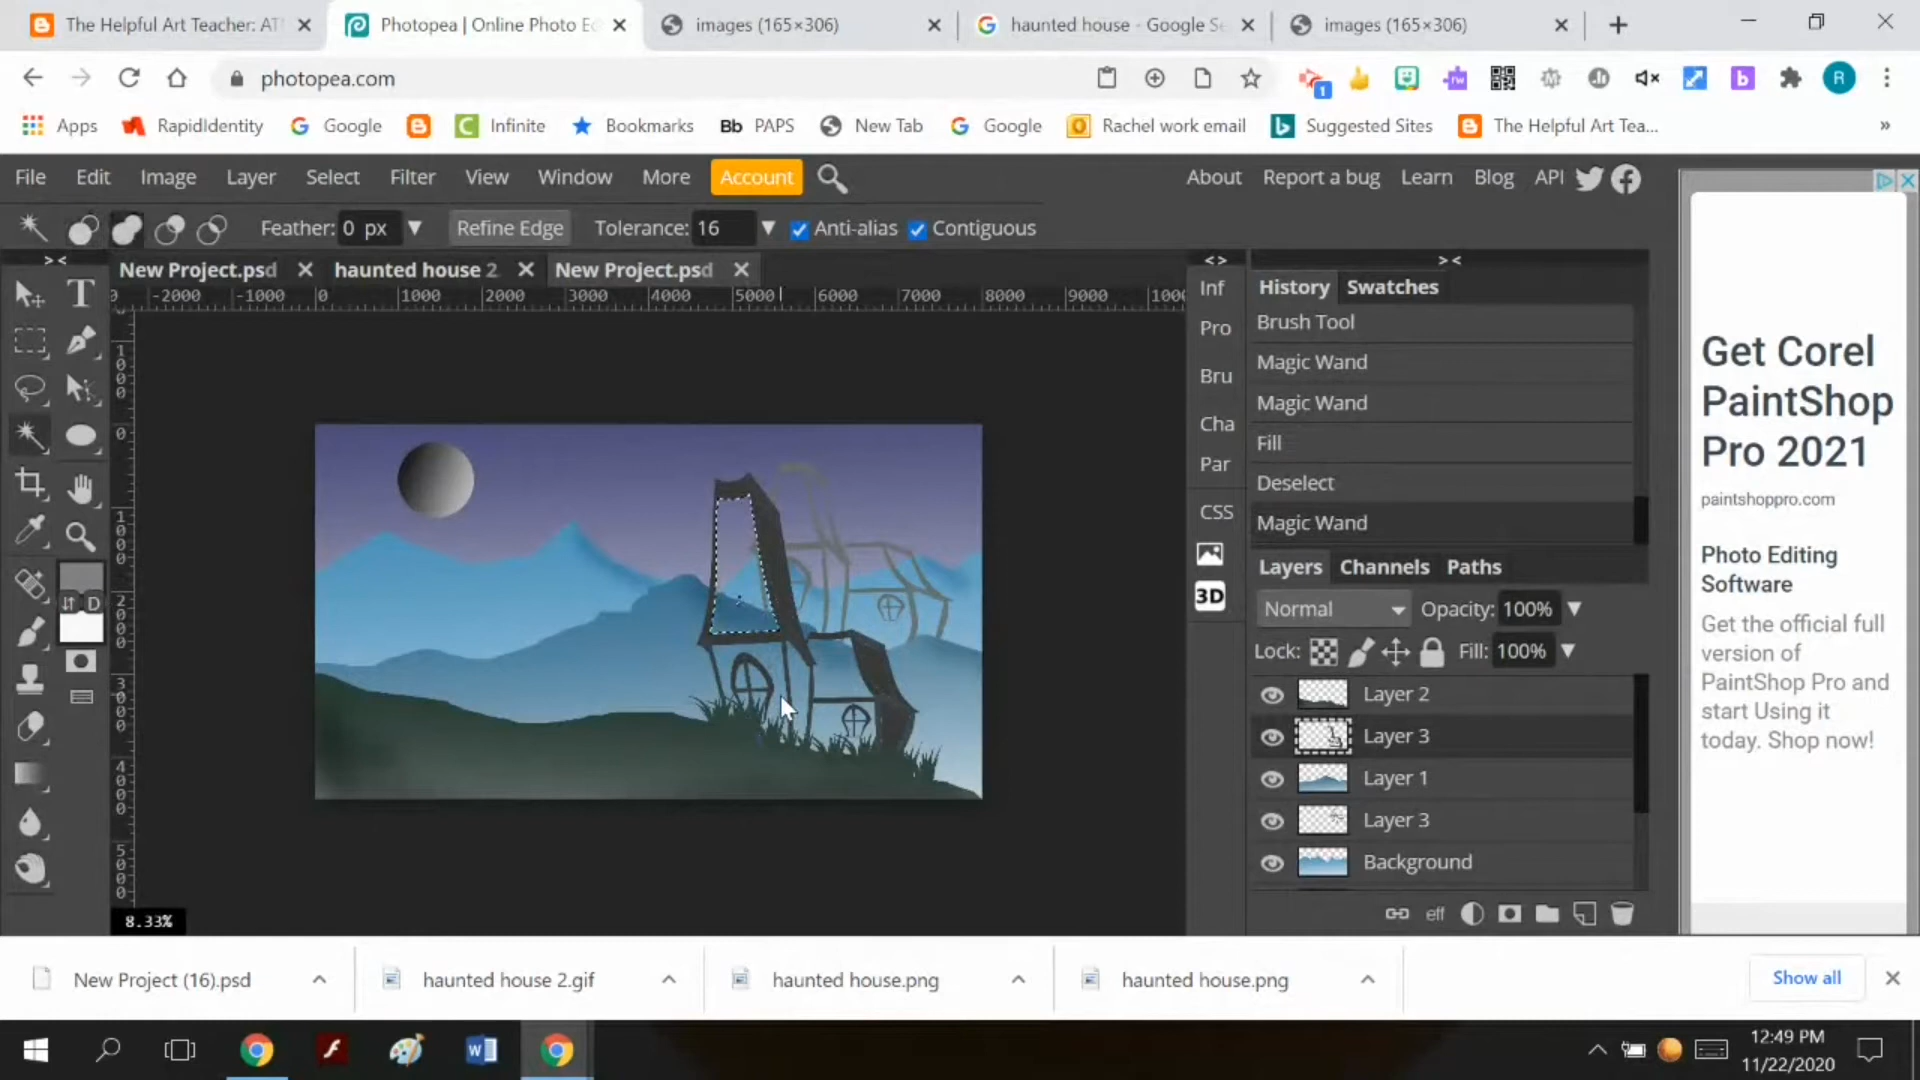 The Helpful Art Teacher: AT
Photopea | Online Photo Ed
images (165×306)
haunted house - Google Se
images (165×306)
photopea.com
1
R
Apps
RapidIdentity
Google
Infinite
Bookmarks
Bb PAPS
New Tab
Google
Rachel work email
Suggested Sites
The Helpful Art Tea...
»
File
Edit
Image
Layer
Select
Filter
View
Window
More
Account
About
Report a bug
Learn
Blog
API
Feather: 0 px
Refine Edge
Tolerance: 16
Anti-alias
Contiguous
New Project.psd
haunted house 2
New Project.psd
0 -2000 -1000 0 1000 2000 3000 4000 5000 6000 7000 8000 9000 1000
D
8.33%
Inf
Pro
Bru
Cha
Par
CSS
3D
History
Swatches
Brush Tool
Magic Wand
Magic Wand
Fill
Deselect
Magic Wand
Layers
Channels
Paths
Normal
Opacity: 100%
Lock:
Fill: 100%
Layer 2
Layer 3
Layer 1
Layer 3
Background
eff
Get Corel
PaintShop
Pro 2021
paintshoppro.com
Photo Editing
Software
Get the official full
version of
PaintShop Pro and
start Using it
today. Shop now!
New Project (16).psd
haunted house 2.gif
haunted house.png
haunted house.png
Show all
12:49 PM
11/22/2020